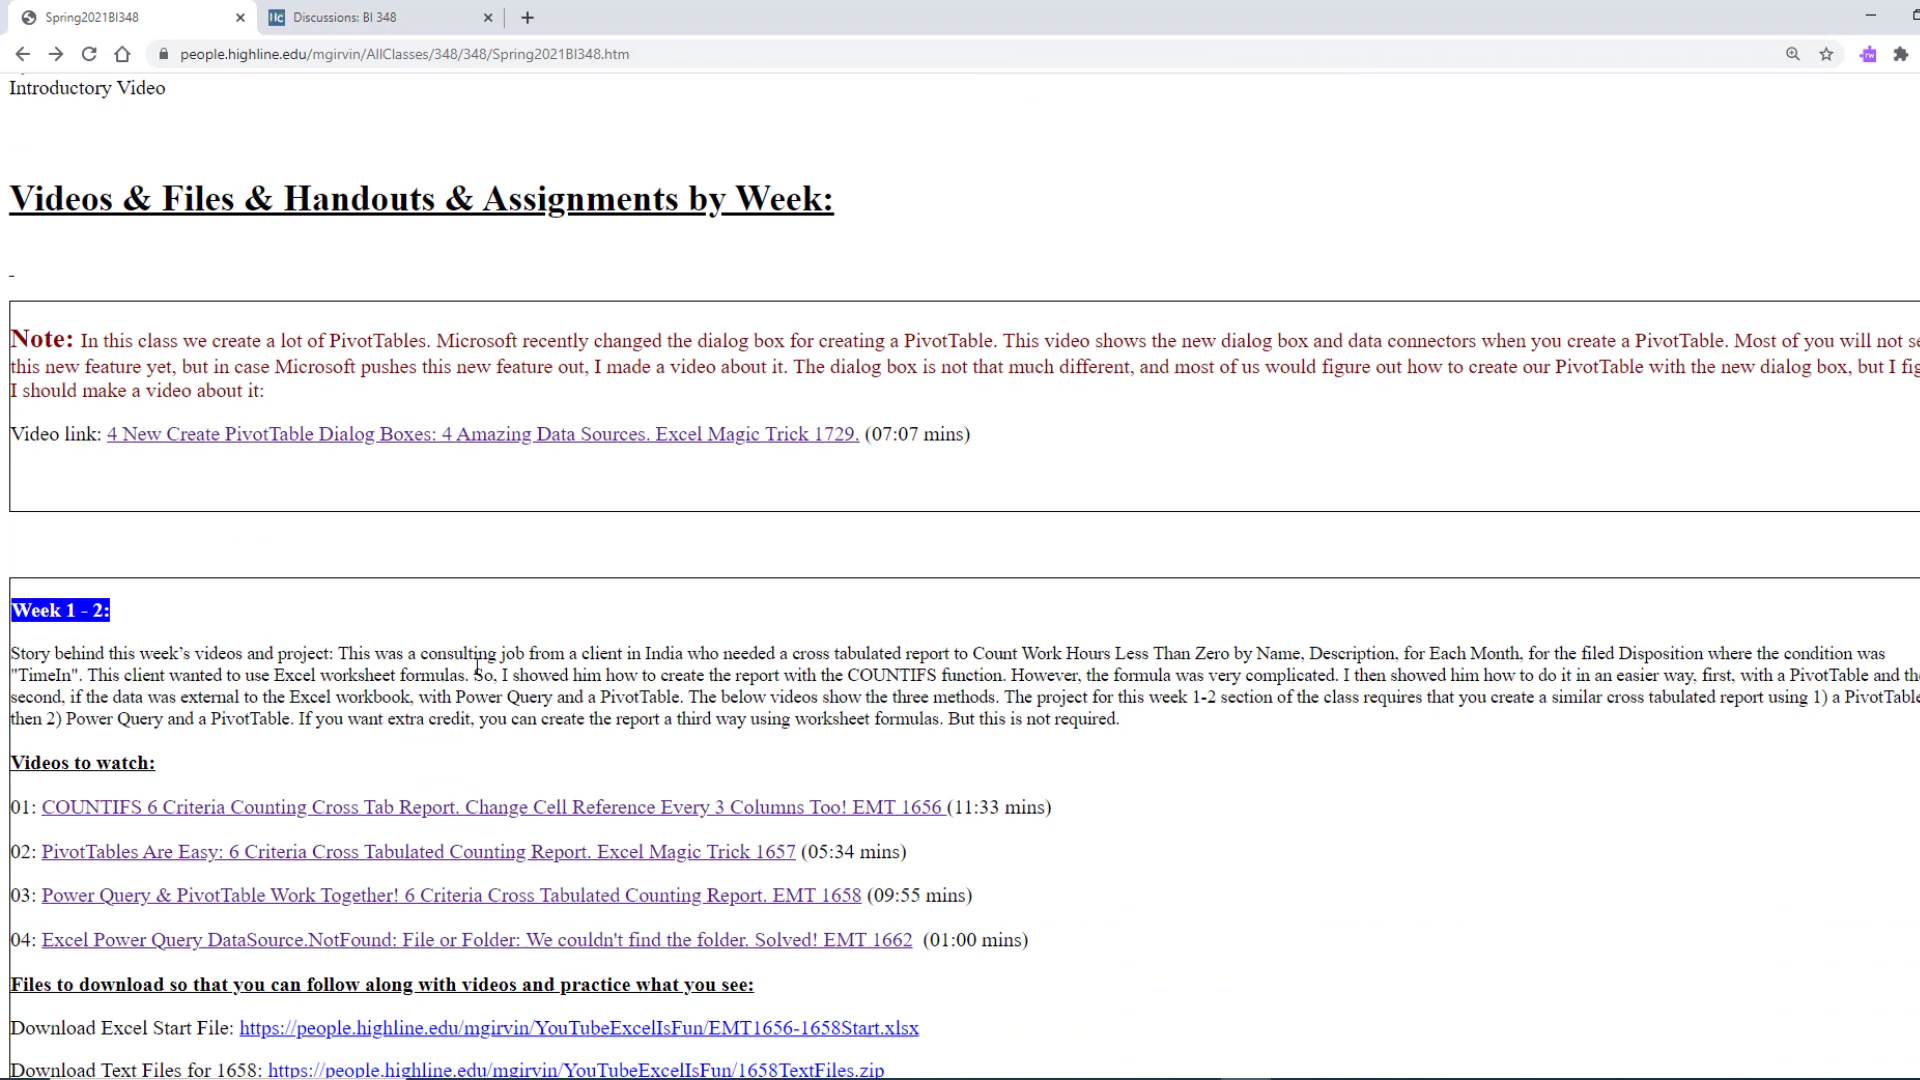 Spring2021BI348
Discussions: BI 348
people.highline.edu/mgirvin/AllClasses/348/348/Spring2021BI348.htm
Introductory Video
Videos & Files & Handouts & Assignments by Week:
Note: In this class we create a lot of PivotTables. Microsoft recently changed the dialog box for creating a PivotTable. This video shows the new dialog box and data connectors when you create a PivotTable. Most of you will not se
this new feature yet, but in case Microsoft pushes this new feature out, I made a video about it. The dialog box is not that much different, and most of us would figure out how to create our PivotTable with the new dialog box, but I fig
I should make a video about it:
Video link: 4 New Create PivotTable Dialog Boxes: 4 Amazing Data Sources. Excel Magic Trick 1729. (07:07 mins)
Week 1 - 2:
Story behind this week’s videos and project: This was a consulting job from a client in India who needed a cross tabulated report to Count Work Hours Less Than Zero by Name, Description, for Each Month, for the filed Disposition where the condition was
"TimeIn". This client wanted to use Excel worksheet formulas. So, I showed him how to create the report with the COUNTIFS function. However, the formula was very complicated. I then showed him how to do it in an easier way, first, with a PivotTable and th
second, if the data was external to the Excel workbook, with Power Query and a PivotTable. The below videos show the three methods. The project for this week 1-2 section of the class requires that you create a similar cross tabulated report using 1) a PivotTable
then 2) Power Query and a PivotTable. If you want extra credit, you can create the report a third way using worksheet formulas. But this is not required.
Videos to watch:
01: COUNTIFS 6 Criteria Counting Cross Tab Report. Change Cell Reference Every 3 Columns Too! EMT 1656 (11:33 mins)
02: PivotTables Are Easy: 6 Criteria Cross Tabulated Counting Report. Excel Magic Trick 1657 (05:34 mins)
03: Power Query & PivotTable Work Together! 6 Criteria Cross Tabulated Counting Report. EMT 1658 (09:55 mins)
04: Excel Power Query DataSource.NotFound: File or Folder: We couldn't find the folder. Solved! EMT 1662 (01:00 mins)
Files to download so that you can follow along with videos and practice what you see:
Download Excel Start File: https://people.highline.edu/mgirvin/YouTubeExcelIsFun/EMT1656-1658Start.xlsx
Download Text Files for 1658: https://people.highline.edu/mgirvin/YouTubeExcelIsFun/1658TextFiles.zip